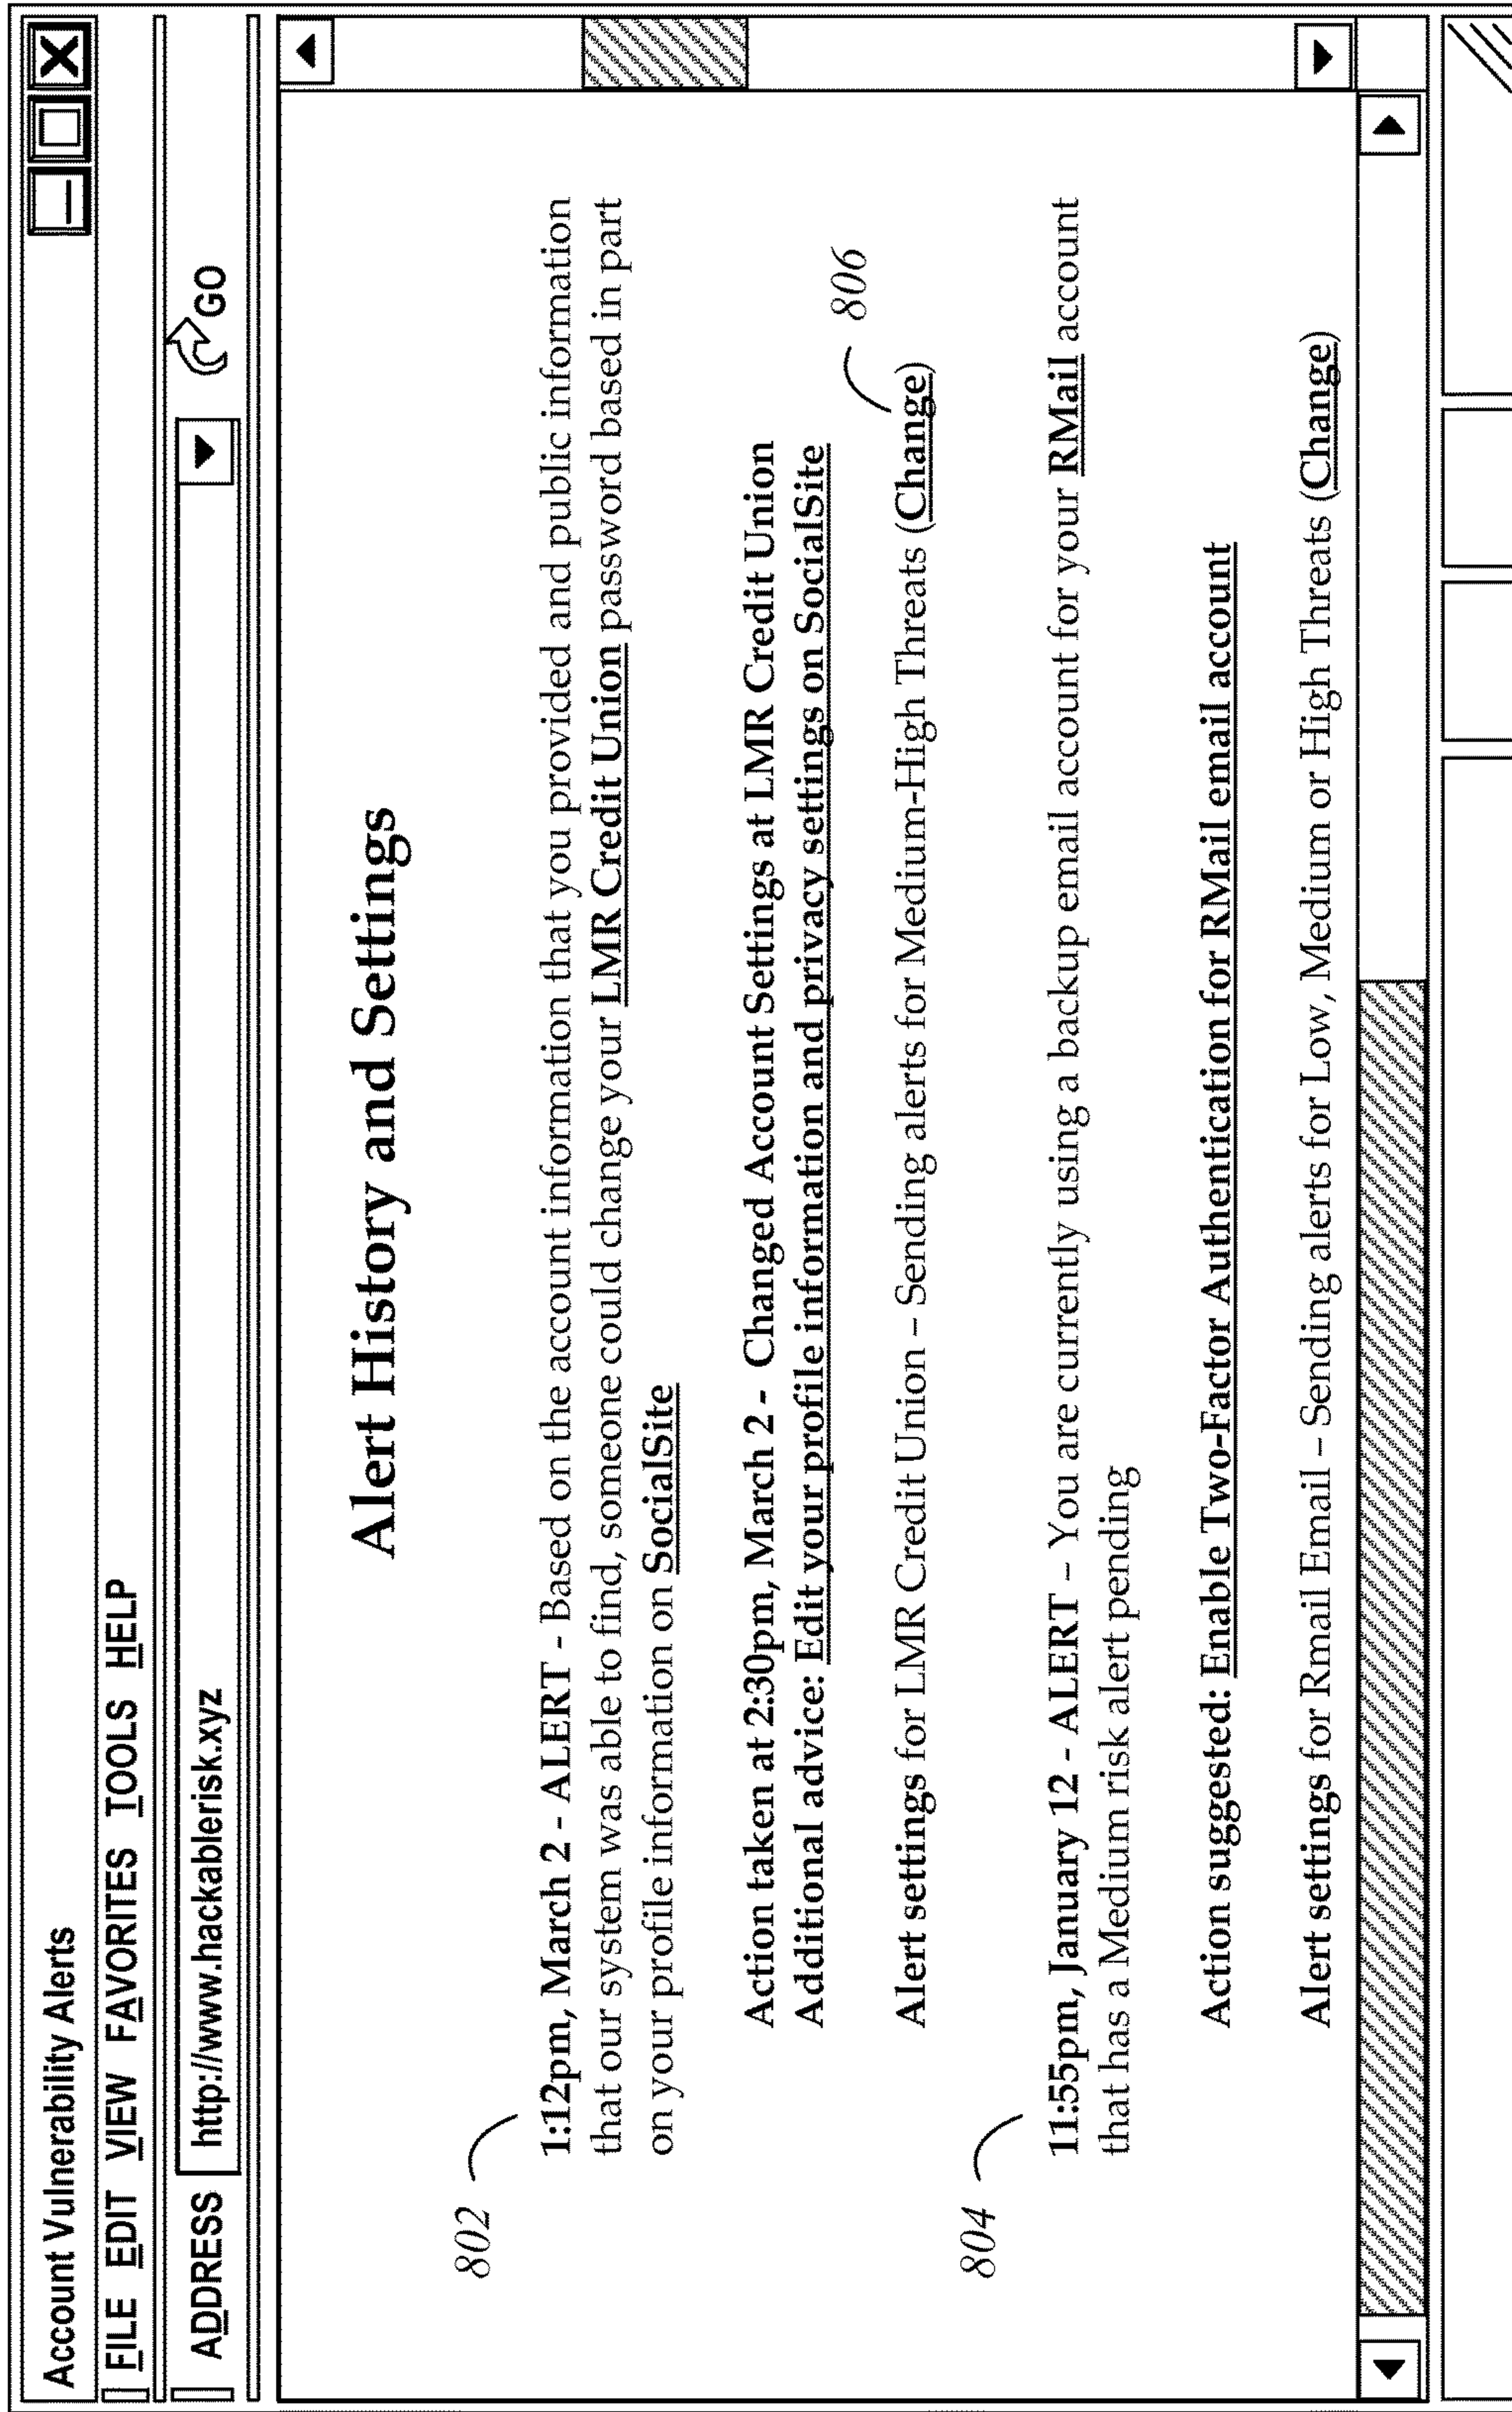 Account Vulnerability Alerts
FILE EDIT VIEW FAVORITES TOOLS HELP
ADDRESS http://www.hackablerisk.xyz GO
Alert History and Settings
802
1:12pm, March 2 - ALERT - Based on the account information that you provided and public information
that our system was able to find, someone could change your LMR Credit Union password based in part
on your profile information on SocialSite
Action taken at 2:30pm, March 2 - Changed Account Settings at LMR Credit Union
Additional advice: Edit your profile information and privacy settings on SocialSite
806
Alert settings for LMR Credit Union – Sending alerts for Medium-High Threats (Change)
804
11:55pm, January 12 - ALERT – You are currently using a backup email account for your RMail account
that has a Medium risk alert pending
Action suggested: Enable Two-Factor Authentication for RMail email account
Alert settings for Rmail Email – Sending alerts for Low, Medium or High Threats (Change)